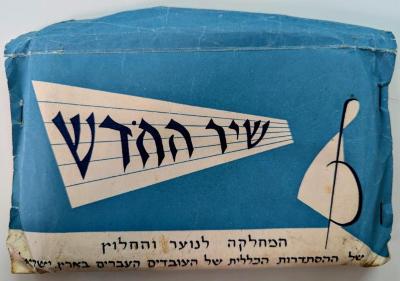 שיר החדש
המחלקה לנוער והחלוץ
של ההסתדרות הכללית של העובדים העברים בארץ ישראל